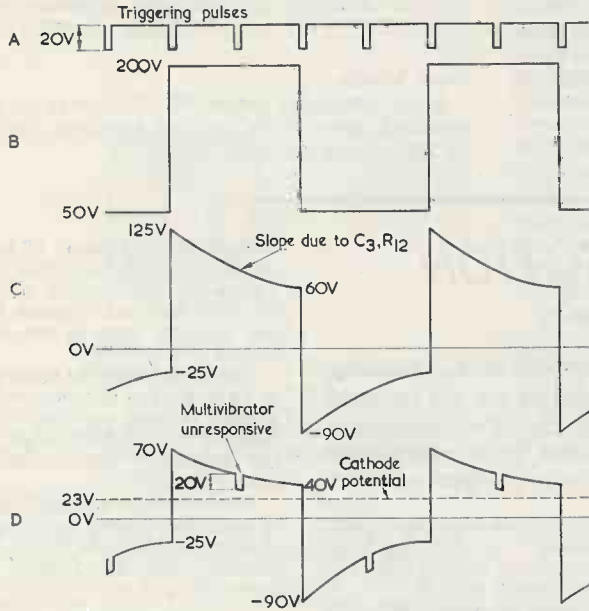 Triggering pulses
A
20V
200V
B
50V
125V
Slope due to C3,R12
C
60V
0V
-25V
Multivibrator
unresponsive
-90V
70V
Cathode
potential
20V
40V
23V
0V
D
-25V
-90V